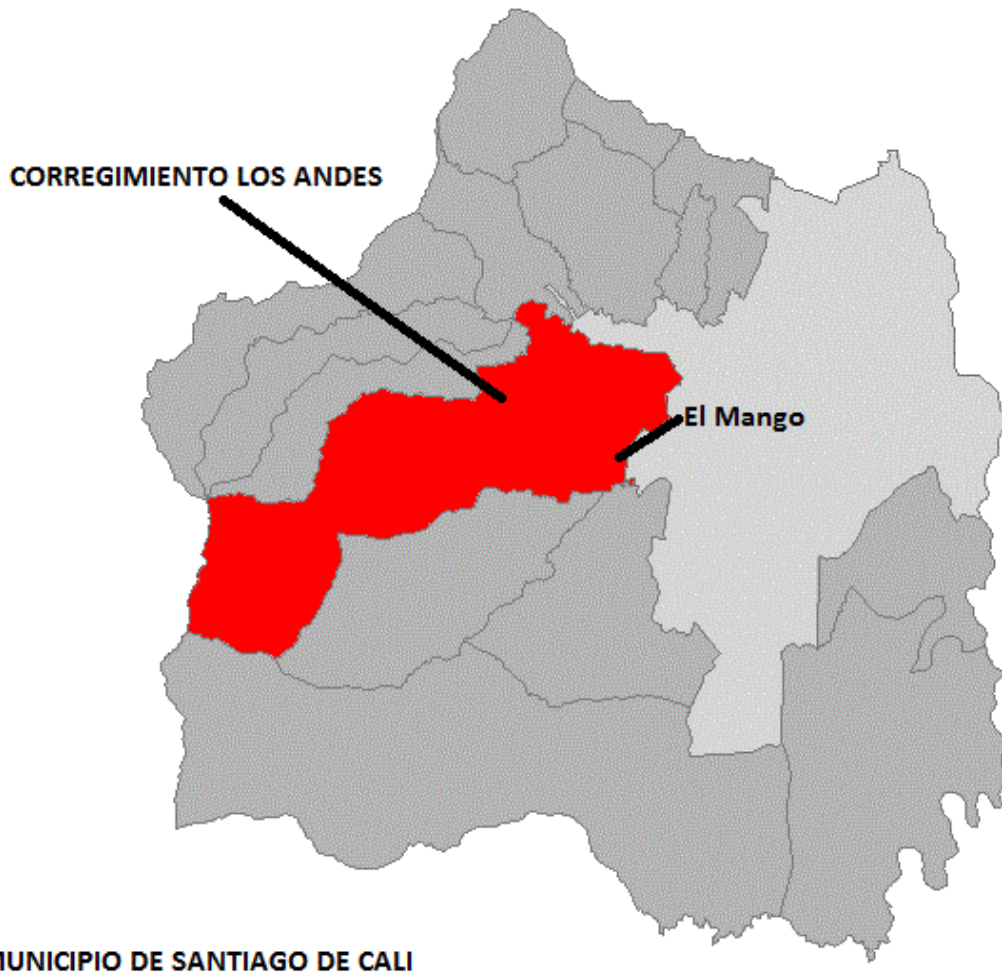 CORREGIMIENTO LOS ANDES
El Mango
MUNICIPIO DE SANTIAGO DE CALI